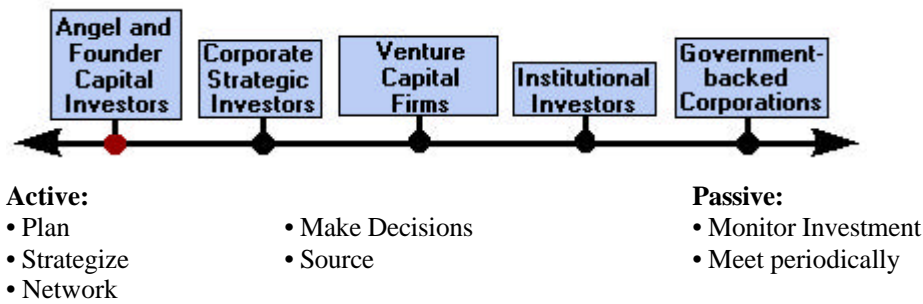 Angel and
Founder
Capital
Investors
Corporate
Strategic
Investors
Venture
Capital
Firms
Institutional
Investors
Government-
backed
Corporations
Active:
• Plan
• Strategize
• Network
• Make Decisions
• Source
Passive:
• Monitor Investment
• Meet periodically